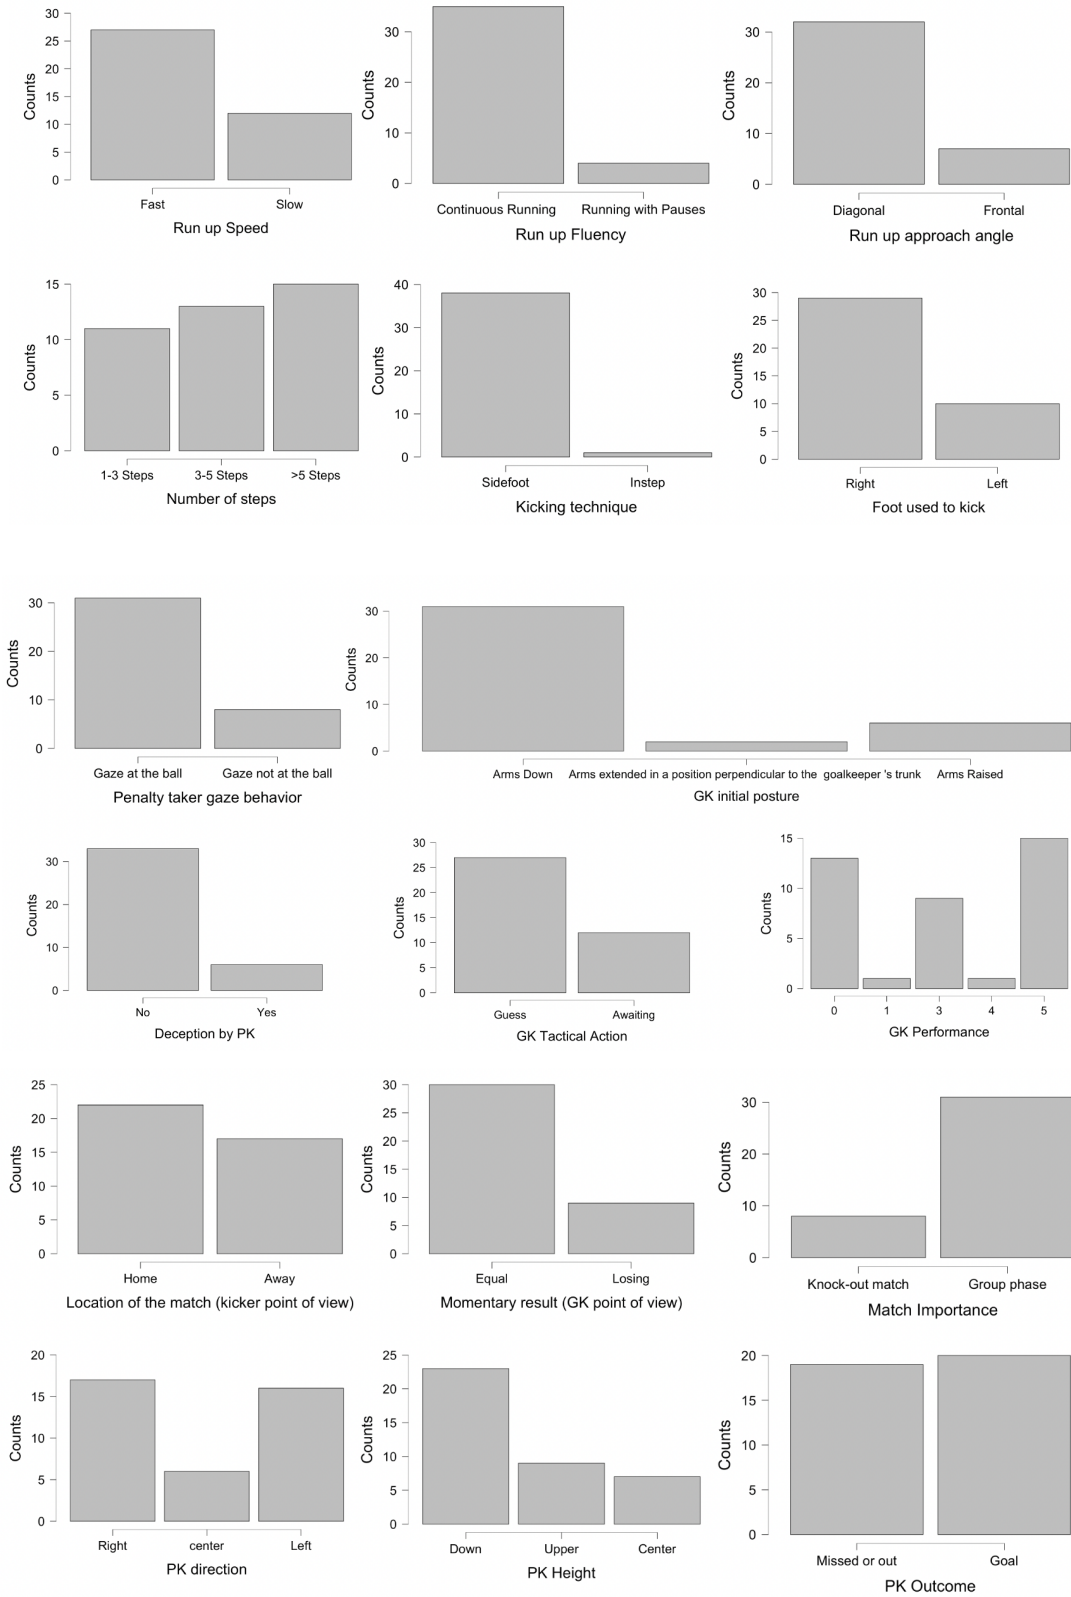 30
25
20
15
10
5
0
Counts
Fast Slow
Run up Speed
30
20
10
0
Counts
Continuous Running Running with Pauses
Run up Fluency
30
20
10
0
Counts
Diagonal Frontal
Run up approach angle
15
10
5
0
Counts
1-3 Steps 3-5 Steps >5 Steps
Number of steps
40
30
20
10
0
Counts
Sidefoot Instep
Kicking technique
30
25
20
15
10
5
0
Counts
Right Left
Foot used to kick
30
20
10
0
Counts
Gaze at the ball Gaze not at the ball
Penalty taker gaze behavior
30
20
10
0
Counts
Arms Down Arms extended in a position perpendicular to the goalkeeper 's trunk Arms Raised
GK initial posture
30
20
10
0
Counts
No Yes
Deception by PK
30
25
20
15
10
5
0
Counts
Guess Awaiting
GK Tactical Action
15
10
5
0
Counts
0 1 3 4 5
GK Performance
25
20
15
10
5
0
Counts
Home Away
Location of the match (kicker point of view)
30
25
20
15
10
5
0
Counts
Equal Losing
Momentary result (GK point of view)
30
20
10
0
Counts
Knock-out match Group phase
Match Importance
20
15
10
5
0
Counts
Right center Left
PK direction
25
20
15
10
5
0
Counts
Down Upper Center
PK Height
20
15
10
5
0
Counts
Missed or out Goal
PK Outcome